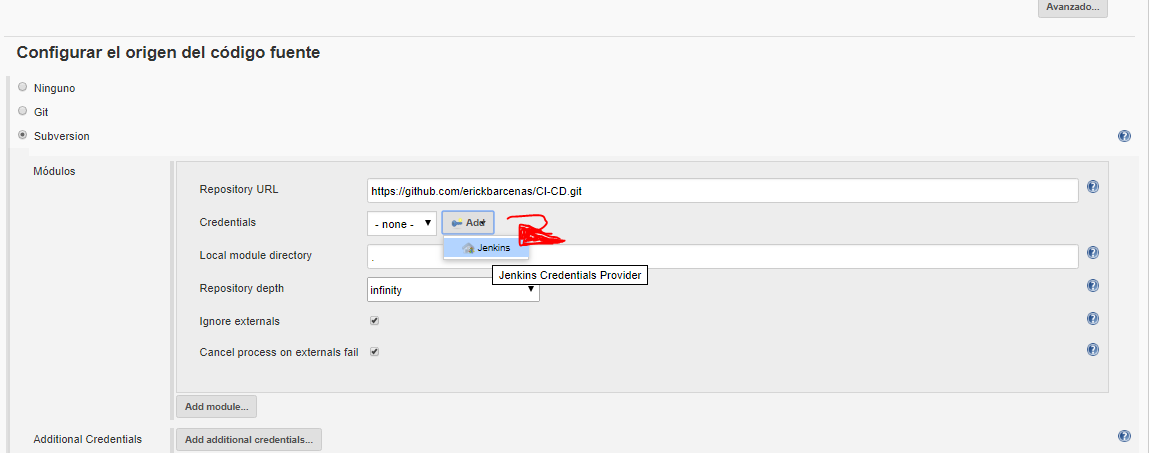 Avanzado...
Configurar el origen del código fuente
Ninguno
Git
Subversion
Módulos
Repository URL https://github.com/erickbarcenas/CI-CD.git
Credentials - none - Add
Jenkins
Local module directory .
Jenkins Credentials Provider
Repository depth infinity
Ignore externals
Cancel process on externals fail
Add module...
Additional Credentials Add additional credentials...